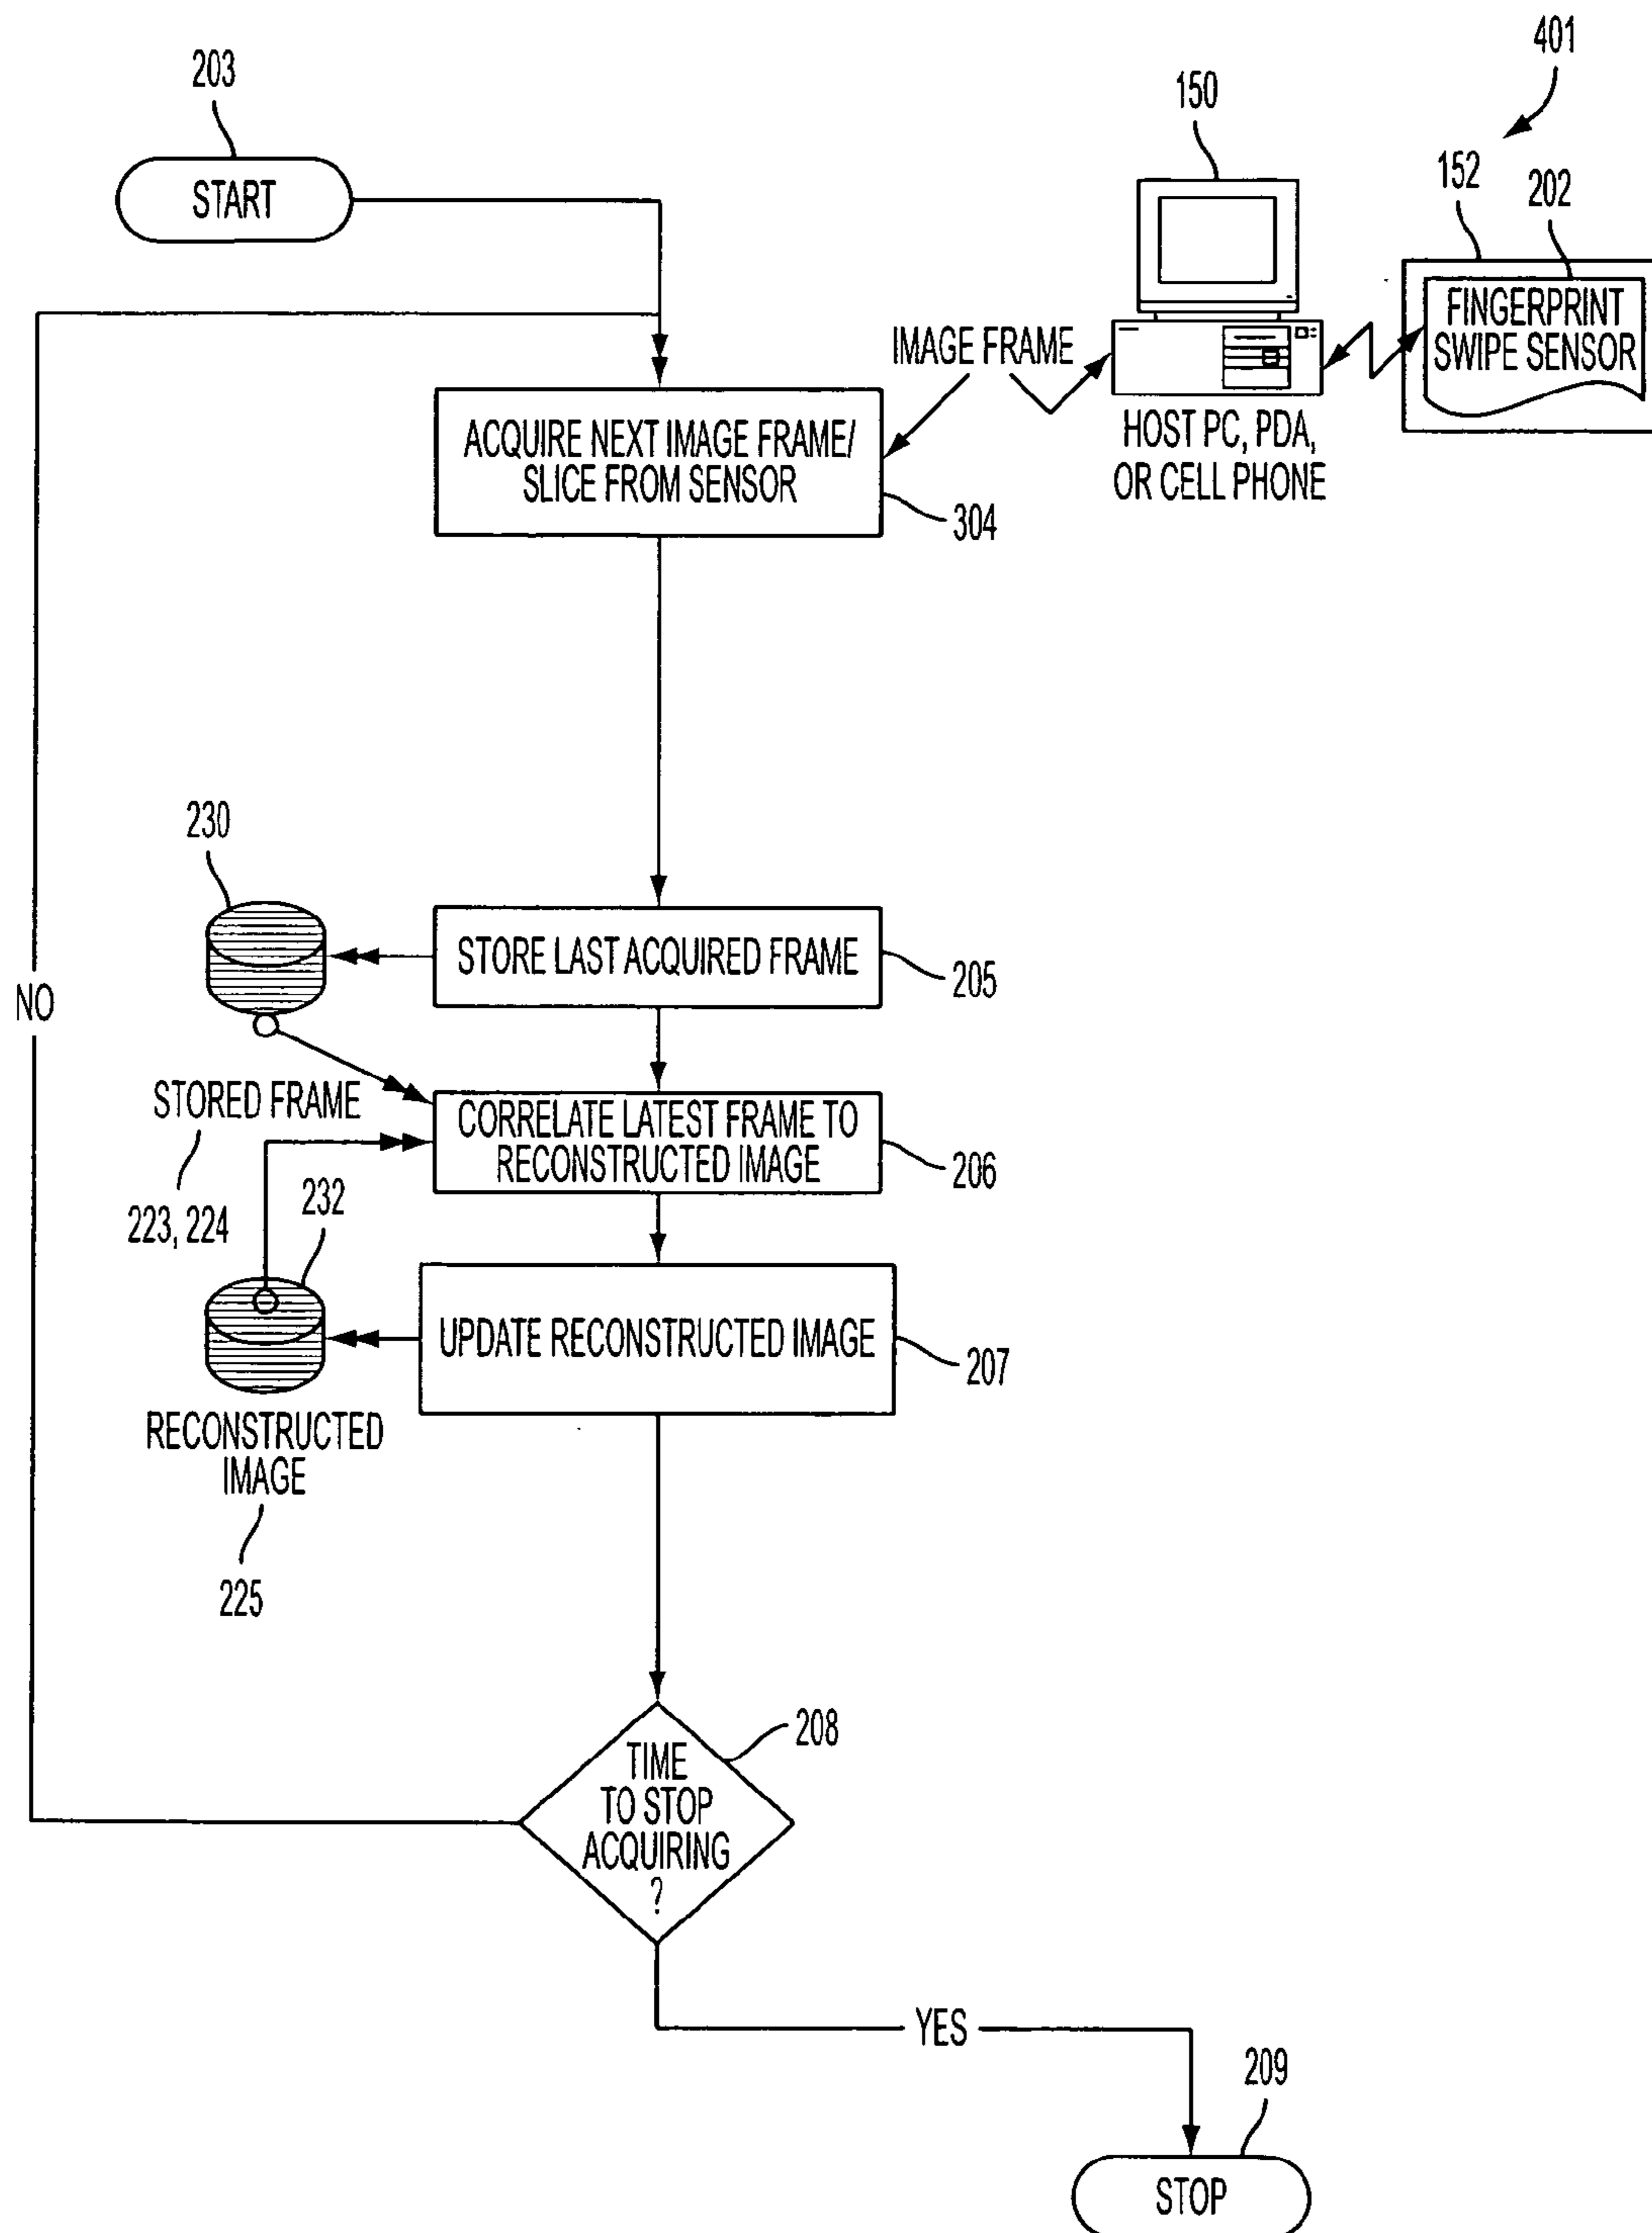 401
203
150
152
202
START
FINGERPRINT
SWIPE SENSOR
IMAGE FRAME
HOST PC, PDA,
OR CELL PHONE
ACQUIRE NEXT IMAGE FRAME/
SLICE FROM SENSOR
304
230
STORE LAST ACQUIRED FRAME
205
NO
STORED FRAME
223, 224
CORRELATE LATEST FRAME TO
RECONSTRUCTED IMAGE
206
232
UPDATE RECONSTRUCTED IMAGE
207
RECONSTRUCTED
IMAGE
225
208
TIME
TO STOP
ACQUIRING
?
YES
209
STOP